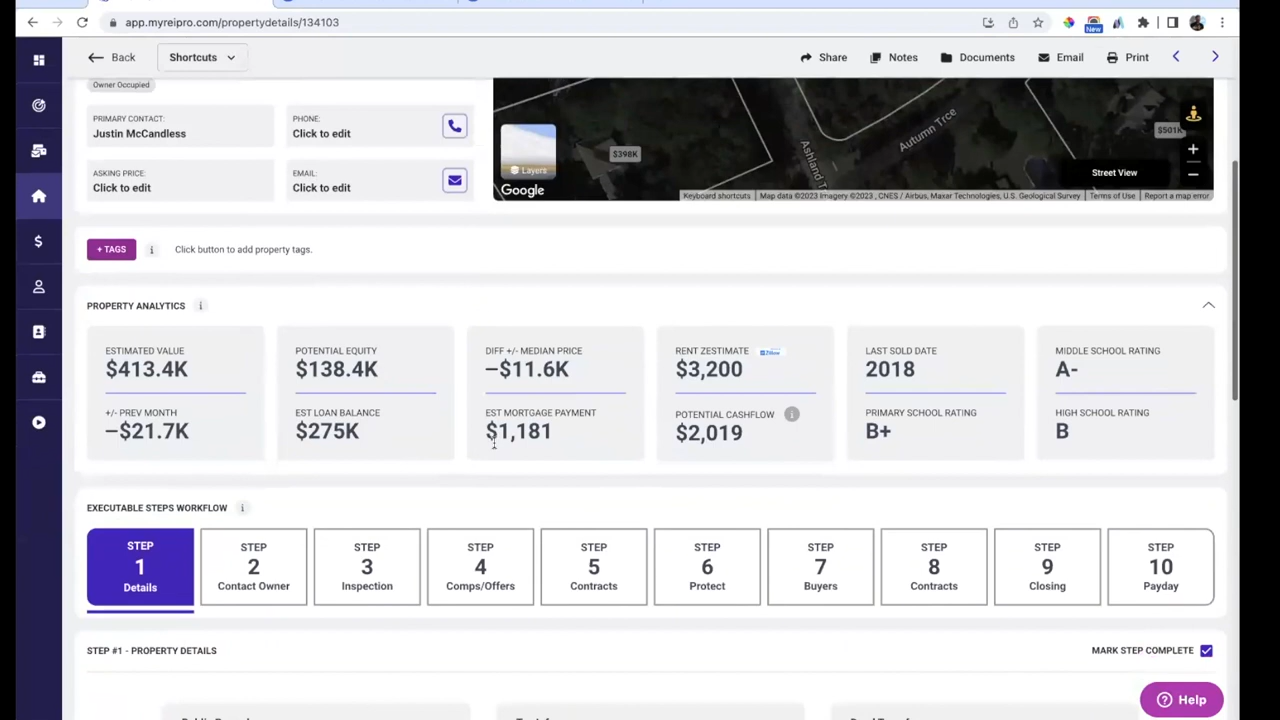 app.myreipro.com/propertydetails/134103
New
Back
Shortcuts
Share
Notes
Documents
Email
Print
Owner Occupied
PRIMARY CONTACT:
Justin McCandless
PHONE:
Click to edit
ASKING PRICE:
Click to edit
EMAIL:
Click to edit
Layers
Google
$398K
Ashland T
Autumn Trce
$501K
Street View
Keyboard shortcuts
Map data ©2023 Imagery ©2023 , CNES / Airbus, Maxar Technologies, U.S. Geological Survey
Terms of Use
Report a map error
+ TAGS
Click button to add property tags.
PROPERTY ANALYTICS
ESTIMATED VALUE
$413.4K
+/- PREV MONTH
–$21.7K
POTENTIAL EQUITY
$138.4K
EST LOAN BALANCE
$275K
DIFF +/- MEDIAN PRICE
–$11.6K
EST MORTGAGE PAYMENT
$1,181
RENT ZESTIMATE
$3,200
POTENTIAL CASHFLOW
$2,019
LAST SOLD DATE
2018
PRIMARY SCHOOL RATING
B+
MIDDLE SCHOOL RATING
A-
HIGH SCHOOL RATING
B
EXECUTABLE STEPS WORKFLOW
STEP
1
Details
STEP
2
Contact Owner
STEP
3
Inspection
STEP
4
Comps/Offers
STEP
5
Contracts
STEP
6
Protect
STEP
7
Buyers
STEP
8
Contracts
STEP
9
Closing
STEP
10
Payday
STEP #1 - PROPERTY DETAILS
MARK STEP COMPLETE
Help